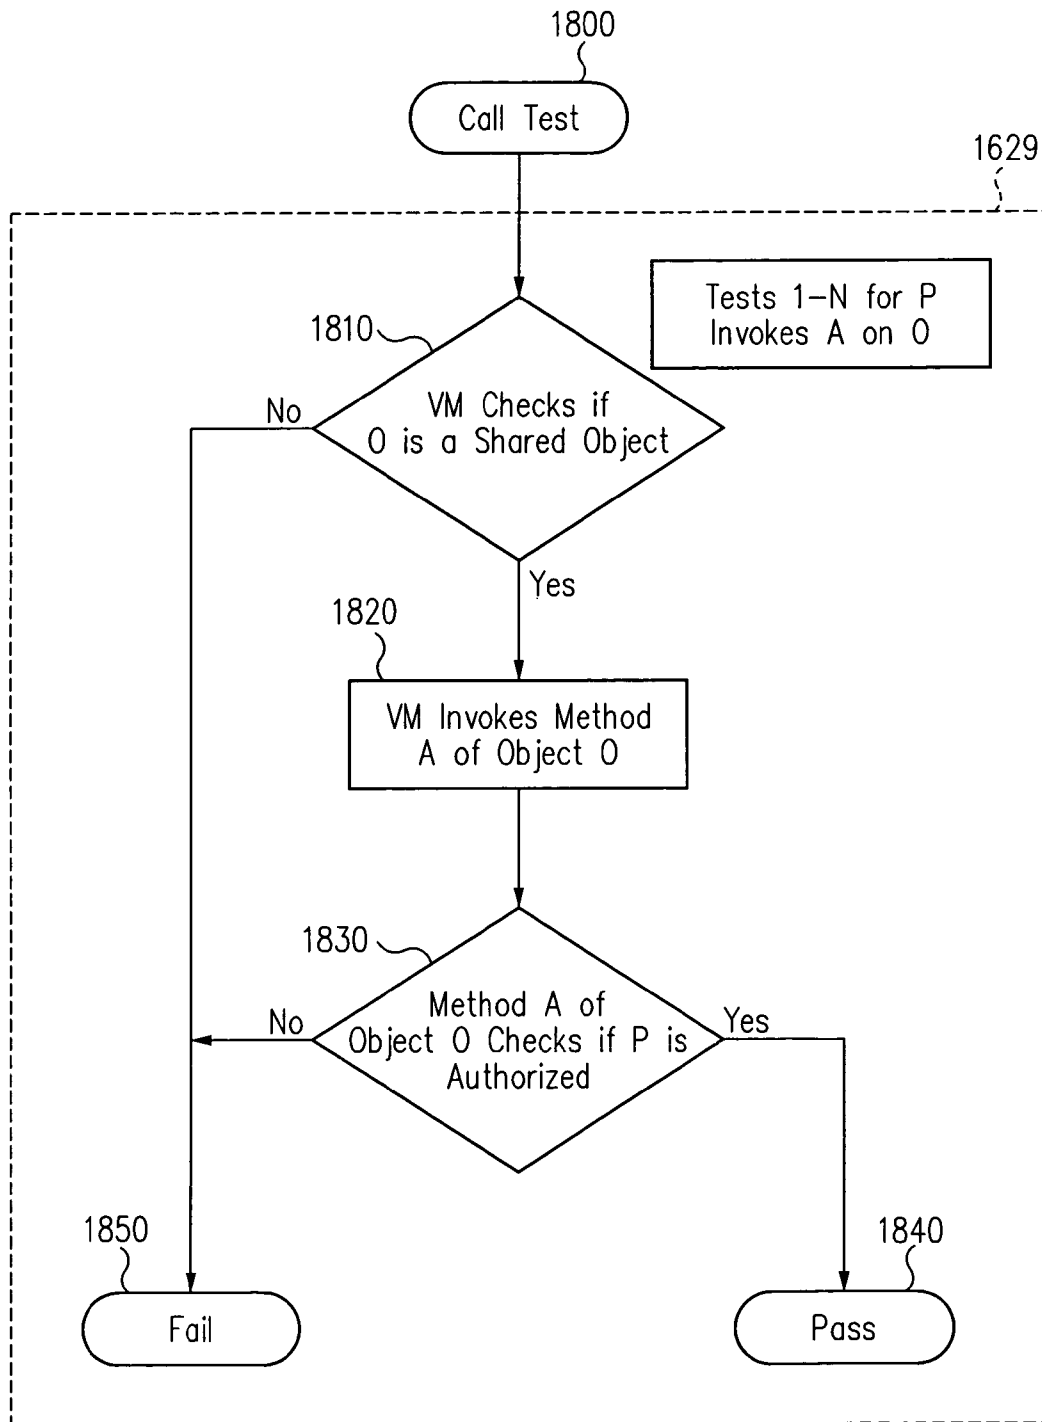 1800
Call Test
1629
Tests 1–N for P
Invokes A on O
1810
VM Checks if
O is a Shared Object
No
Yes
1820
VM Invokes Method
A of Object O
1830
Method A of
Object O Checks if P is
Authorized
No
Yes
1850
Fail
1840
Pass